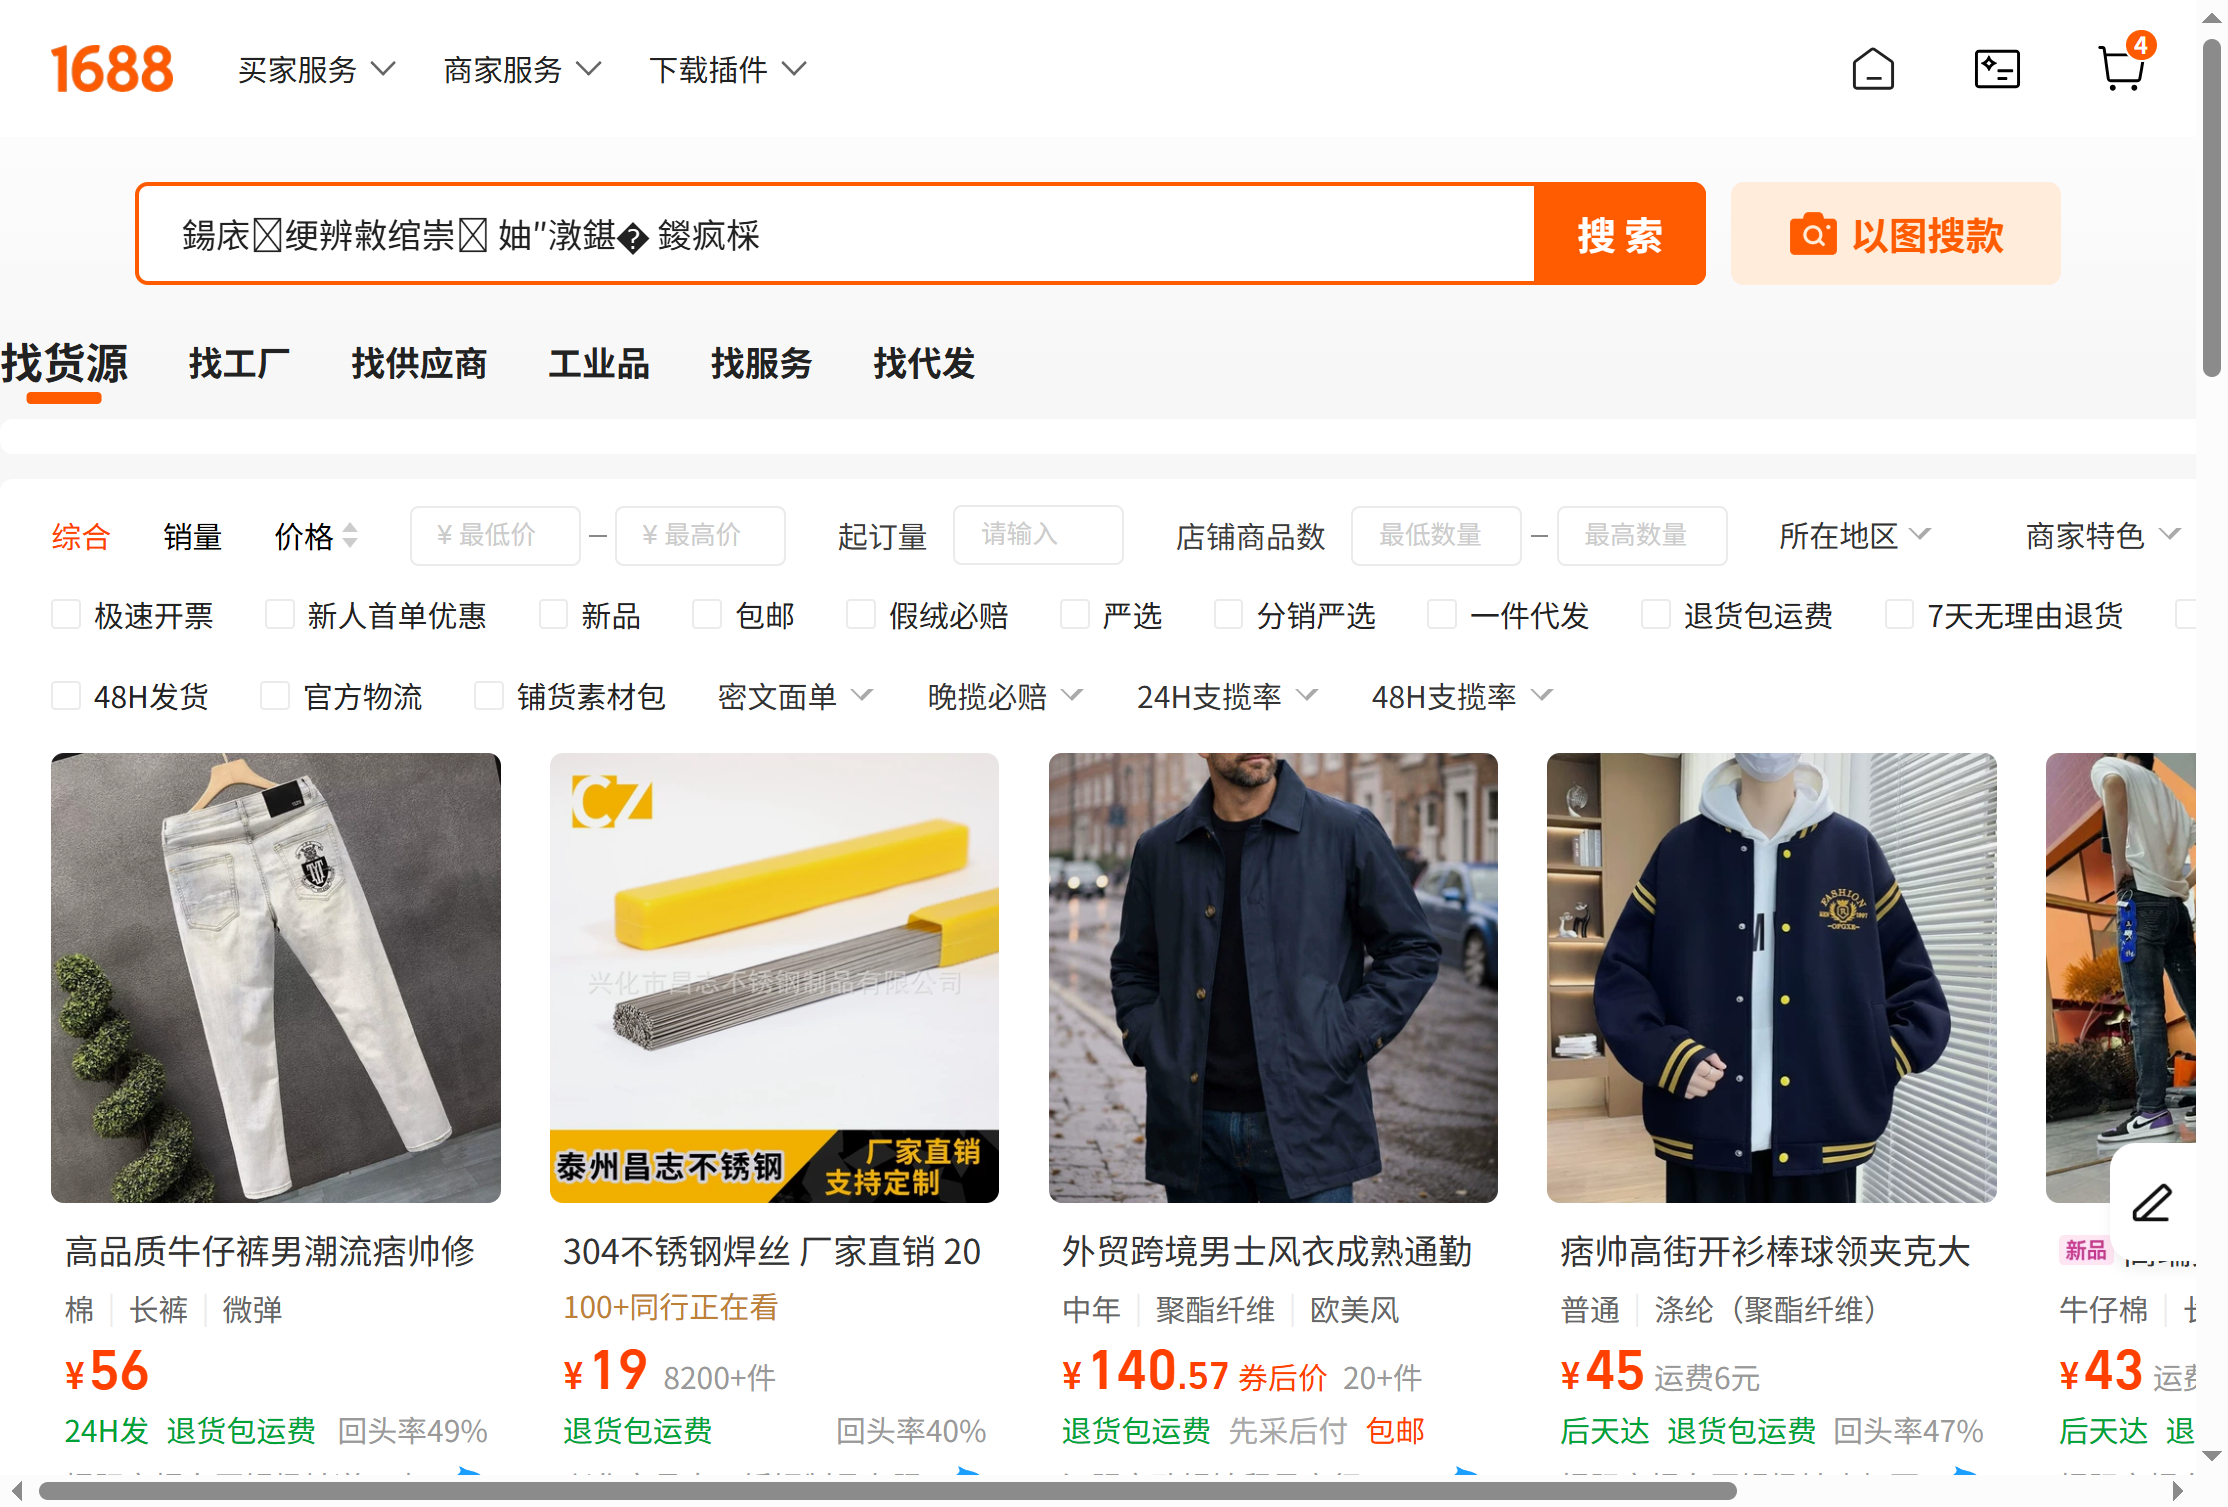 1688
买家服务
商家服务
下载插件
4
搜 索
以图搜款
找货源
找工厂
找供应商
工业品
找服务
找代发
综合
销量
价格
¥ 最低价
¥ 最高价
起订量
请输入
店铺商品数
最低数量
最高数量
所在地区
商家特色
极速开票
新人首单优惠
新品
包邮
假绒必赔
严选
分销严选
一件代发
退货包运费
7天无理由退货
48H发货
官方物流
铺货素材包
密文面单
晚揽必赔
24H支揽率
48H支揽率
CZ
兴化市昌志不锈钢制品有限公司
泰州昌志不锈钢
厂家直销
支持定制
FASHION
高品质牛仔裤男潮流痞帅修
棉
长裤
微弹
¥56
24H发
退货包运费
回头率49%
304不锈钢焊丝 厂家直销 20
100+同行正在看
¥19
8200+件
退货包运费
回头率40%
外贸跨境男士风衣成熟通勤
中年
聚酯纤维
欧美风
¥140.57
券后价
20+件
退货包运费
先采后付
包邮
痞帅高街开衫棒球领夹克大
普通
涤纶（聚酯纤维）
¥45
运费6元
后天达
退货包运费
回头率47%
新品
牛仔棉
¥43
运费
后天达
退